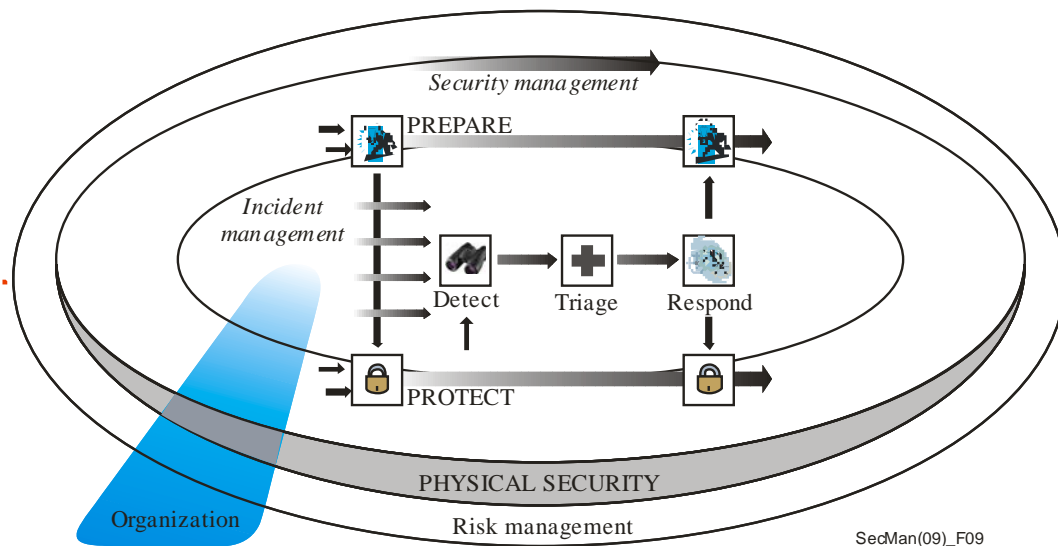 Security management
PREPARE
Incident
management
Detect
Triage
Respond
PROTECT
PHYSICAL SECURITY
Organization
Risk management
SecMan(09)_F09